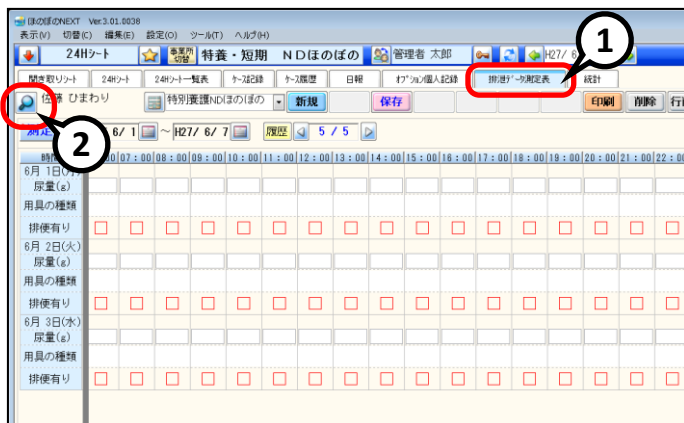 ほのぼのNEXT Ver.3.01.0038
表示(V) 切替(C) 編集(E) 設定(O) ツール(T) ヘルプ(H)
24Hシート 事業所切替 特養・短期 NDほのぼの 管理者 太郎 H27/ 6
1
聞き取りシート 24Hシート 24Hシート一覧表 ケース記録 ケース履歴 日報 オプション個人記録 排泄データ測定表 統計
佐藤 ひまわり 特別養護NDほのぼの 新規 保存 印刷 削除 行
2
測定 6/ 1 ~ H27/ 6/ 7 履歴 5 / 5
時間 :00 07:00 08:00 09:00 10:00 11:00 12:00 13:00 14:00 15:00 16:00 17:00 18:00 19:00 20:00 21:00 22:00
6月 1日(月)
尿量(g)
用具の種類
排便有り
6月 2日(火)
尿量(g)
用具の種類
排便有り
6月 3日(水)
尿量(g)
用具の種類
排便有り